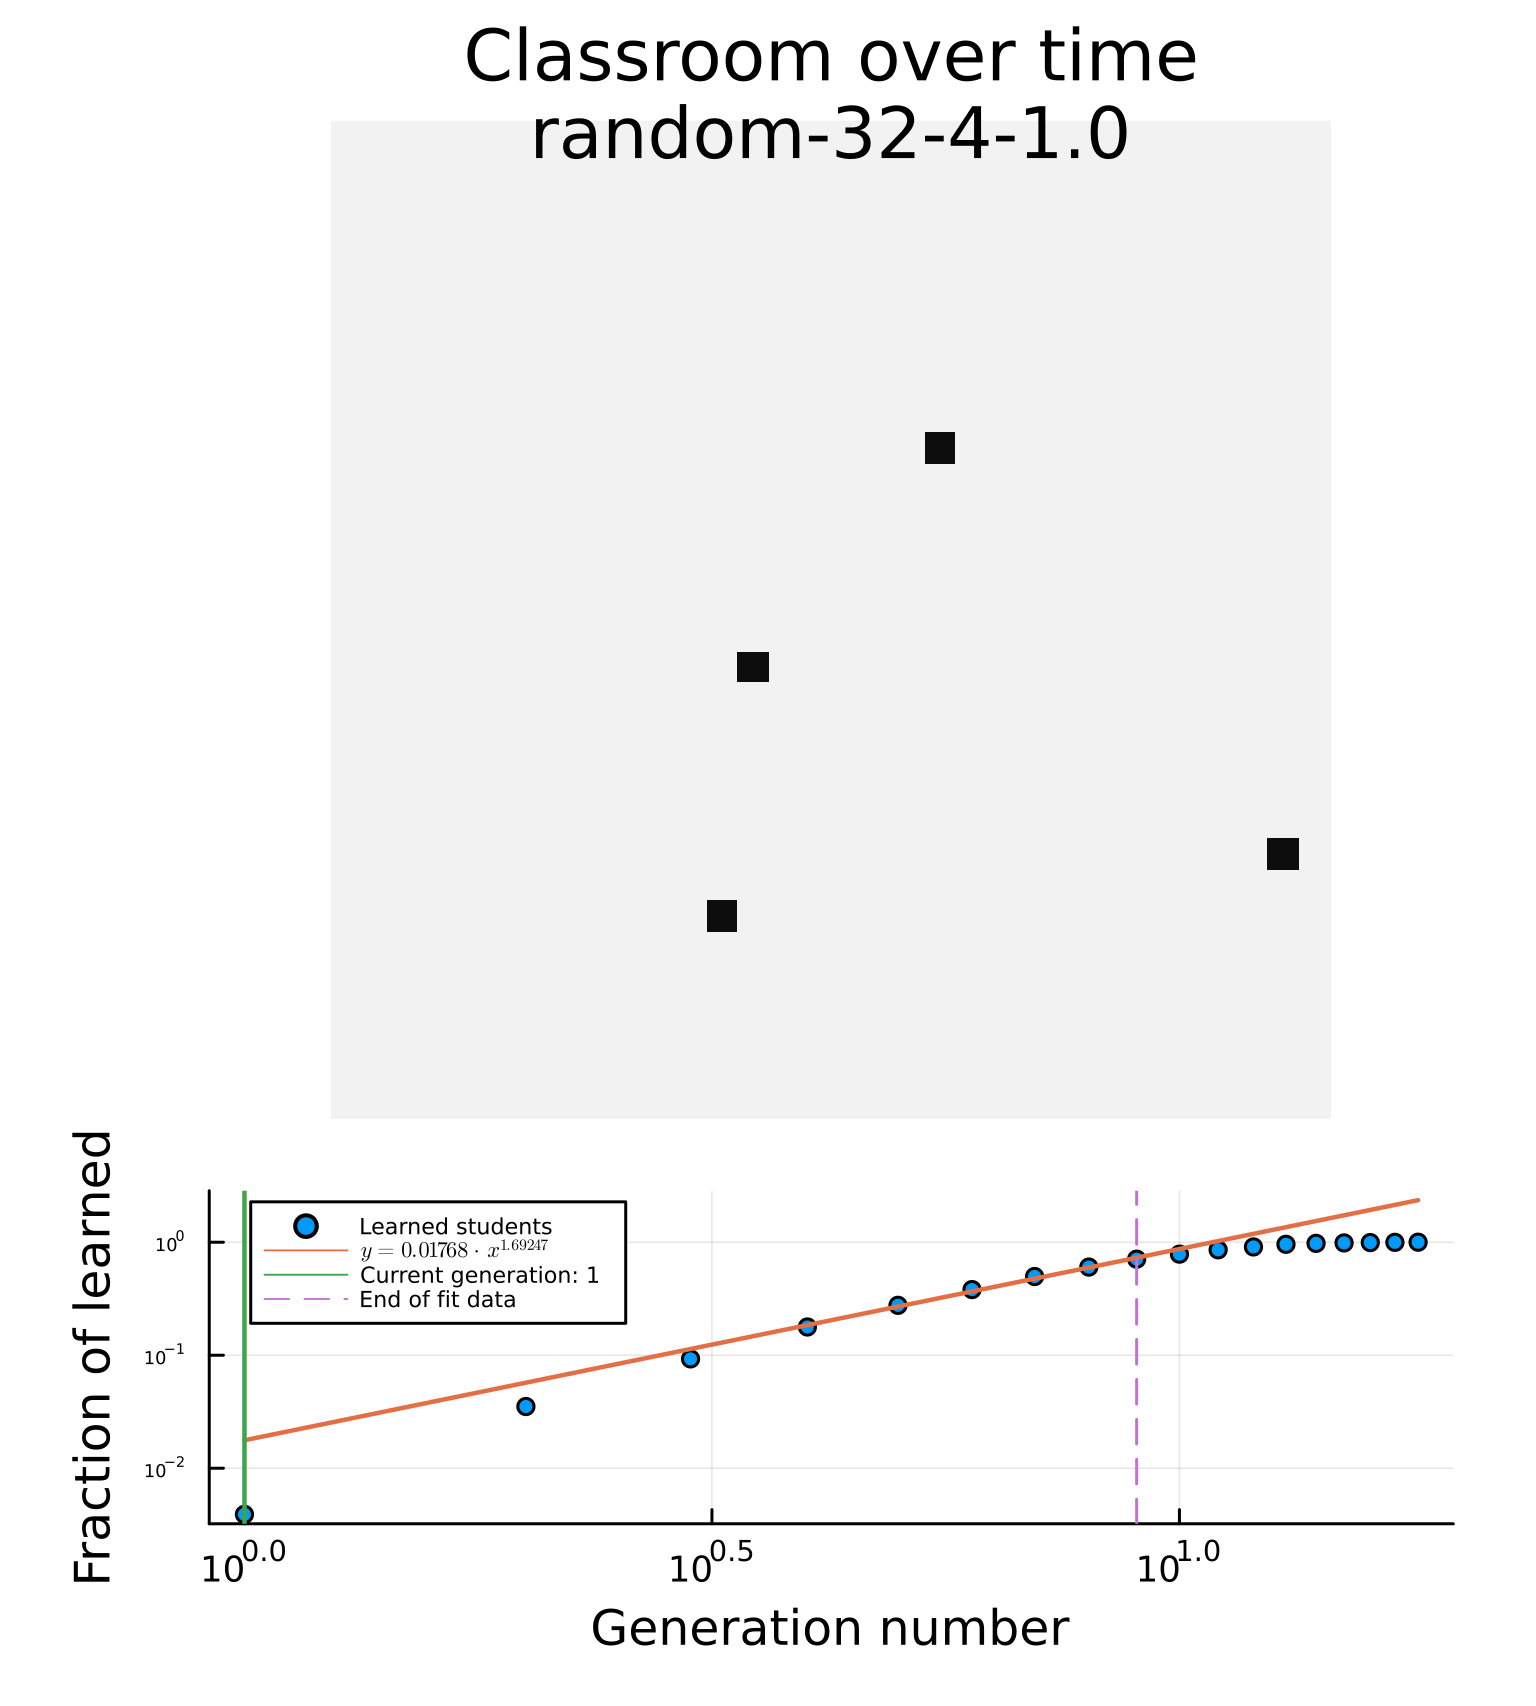 Classroom over time
random-32-4-1.0
Fraction of learned
10^0
10^-1
10^-2
Learned students
y = 0.01768 · x^1.69247
Current generation: 1
End of fit data
10^0.0
10^0.5
10^1.0
Generation number